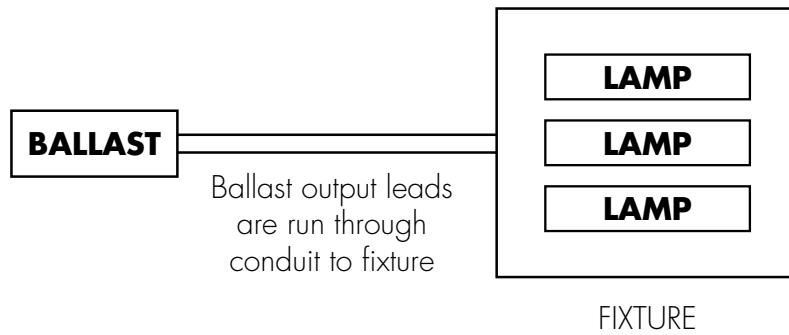 BALLAST
Ballast output leads
are run through
conduit to fixture
LAMP
LAMP
LAMP
FIXTURE